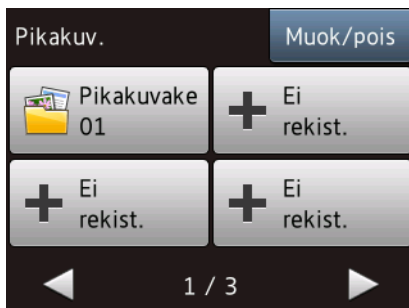 Pikakuv.
Muok/pois
Pikakuvake
01
Ei
rekist.
Ei
rekist.
Ei
rekist.
1 / 3